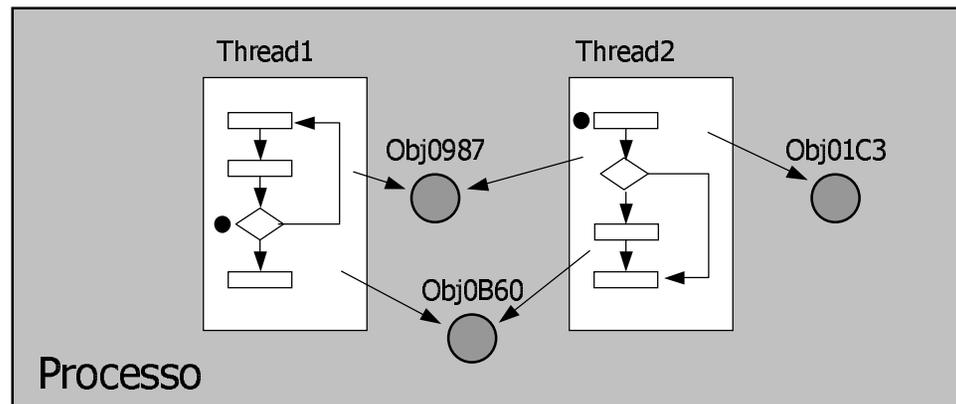 Thread1
Thread2
Obj0987
Obj01C3
Obj0B60
Processo